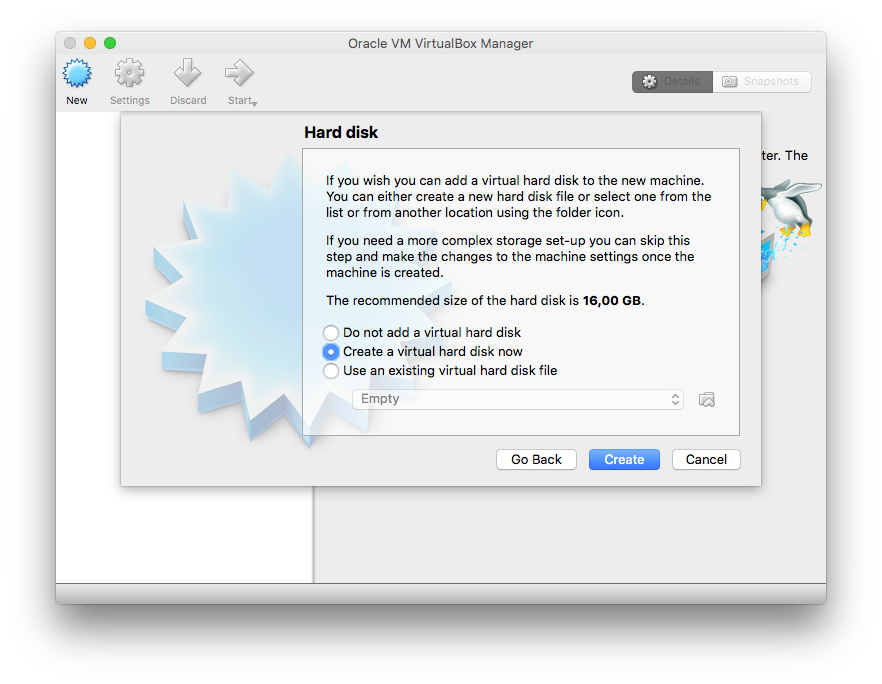 Oracle VM VirtualBox Manager
New
Settings
Discard
Start
Details
Snapshots
Hard disk
ter. The
If you wish you can add a virtual hard disk to the new machine.
You can either create a new hard disk file or select one from the
list or from another location using the folder icon.
If you need a more complex storage set-up you can skip this
step and make the changes to the machine settings once the
machine is created.
The recommended size of the hard disk is 16,00 GB.
Do not add a virtual hard disk
Create a virtual hard disk now
Use an existing virtual hard disk file
Empty
Go Back
Create
Cancel